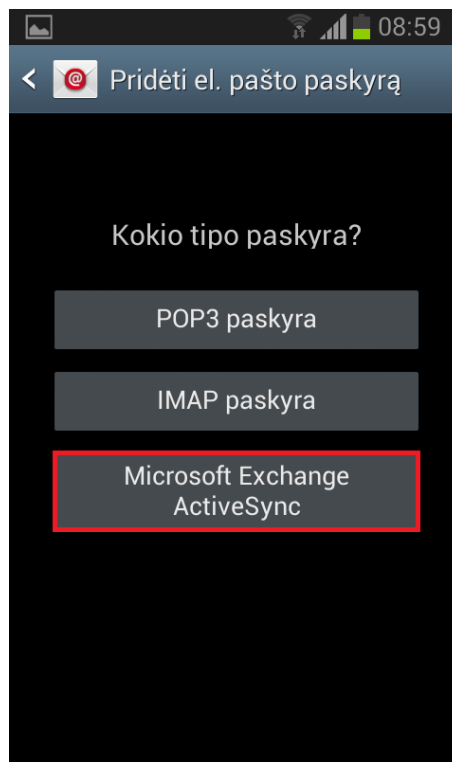 08:59
Pridėti el. pašto paskyrą
Kokio tipo paskyra?
POP3 paskyra
IMAP paskyra
Microsoft Exchange
ActiveSync